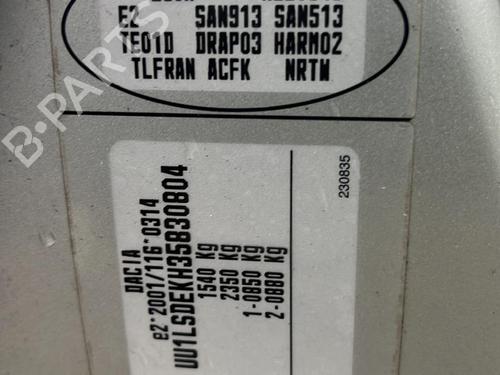 E2 SAN913 SAN513
TE01D DRAP03 HARM02
TLFRAN ACFK NRTW
DACIA
e2*2001/116*0314
UU1LSDEKH35830804
1540 Kg
2350 Kg
1-0850 Kg
2-0880 Kg
230835
B-PARTS